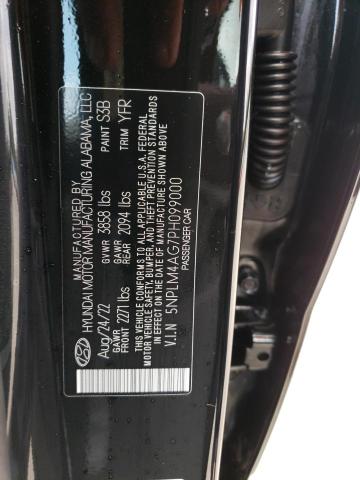 MANUFACTURED BY
HYUNDAI MOTOR MANUFACTURING ALABAMA, LLC
Aug/24/22 GVWR 3858 lbs PAINT S3B
GAWR FRONT 2271 lbs GAWR REAR 2094 lbs TRIM YFR
THIS VEHICLE CONFORMS TO ALL APPLICABLE U.S.A. FEDERAL
MOTOR VEHICLE SAFETY, BUMPER, AND THEFT PREVENTION STANDARDS
IN EFFECT ON THE DATE OF MANUFACTURE SHOWN ABOVE.
V.I.N 5NPLM4AG7PH099000
PASSENGER CAR